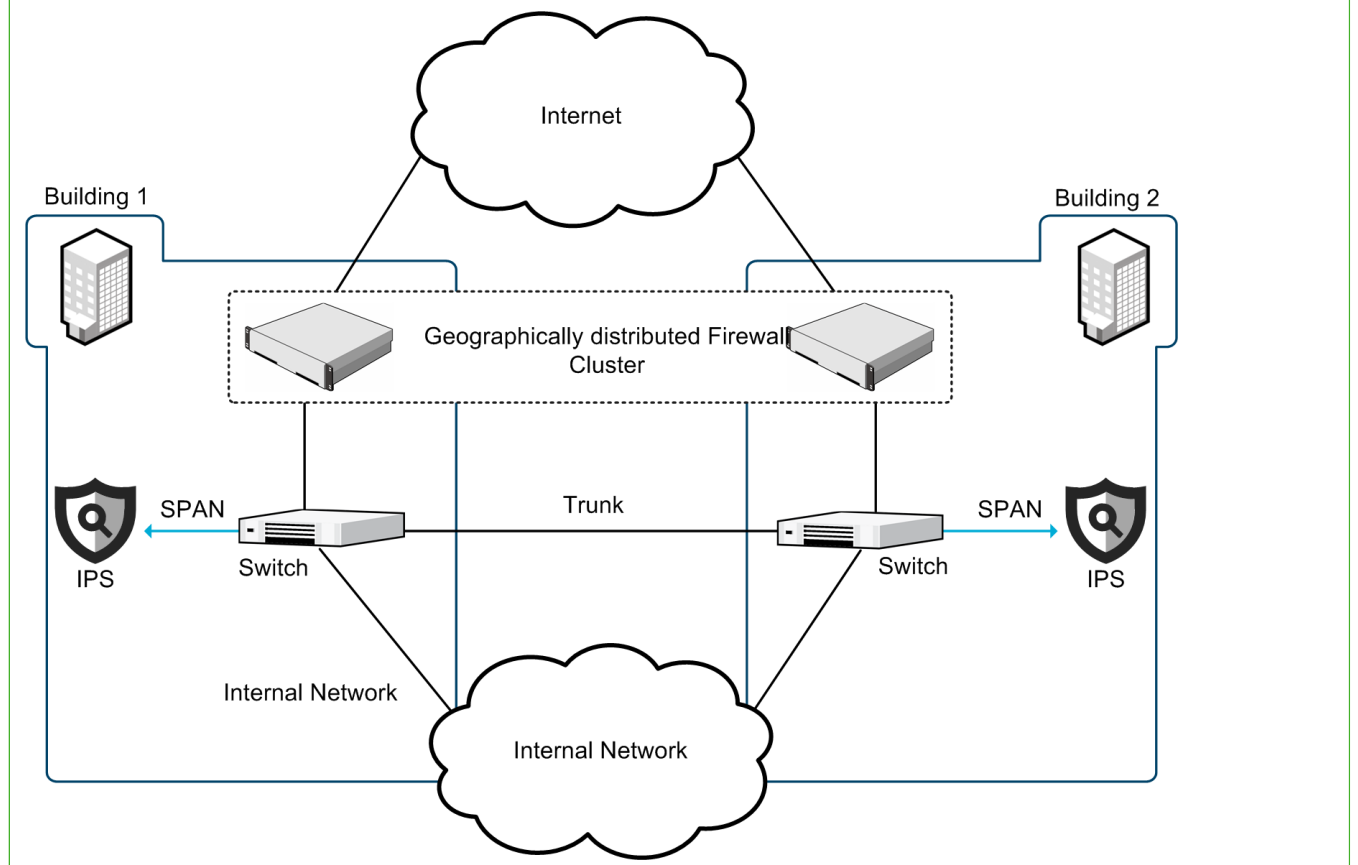 Internet
Building 1
Building 2
Geographically distributed Firewall
Cluster
SPAN
Trunk
SPAN
IPS
Switch
Switch
IPS
Internal Network
Internal Network